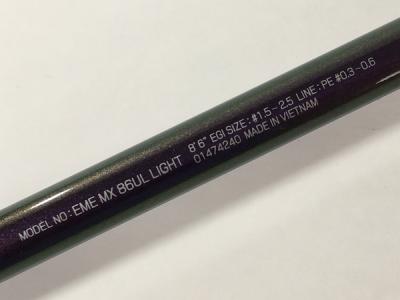 MODEL NO: EME MX 86UL LIGHT 8'6" EGI SIZE: #1.5~2.5 LINE: PE #0.3~0.6
01474240 MADE IN VIETNAM